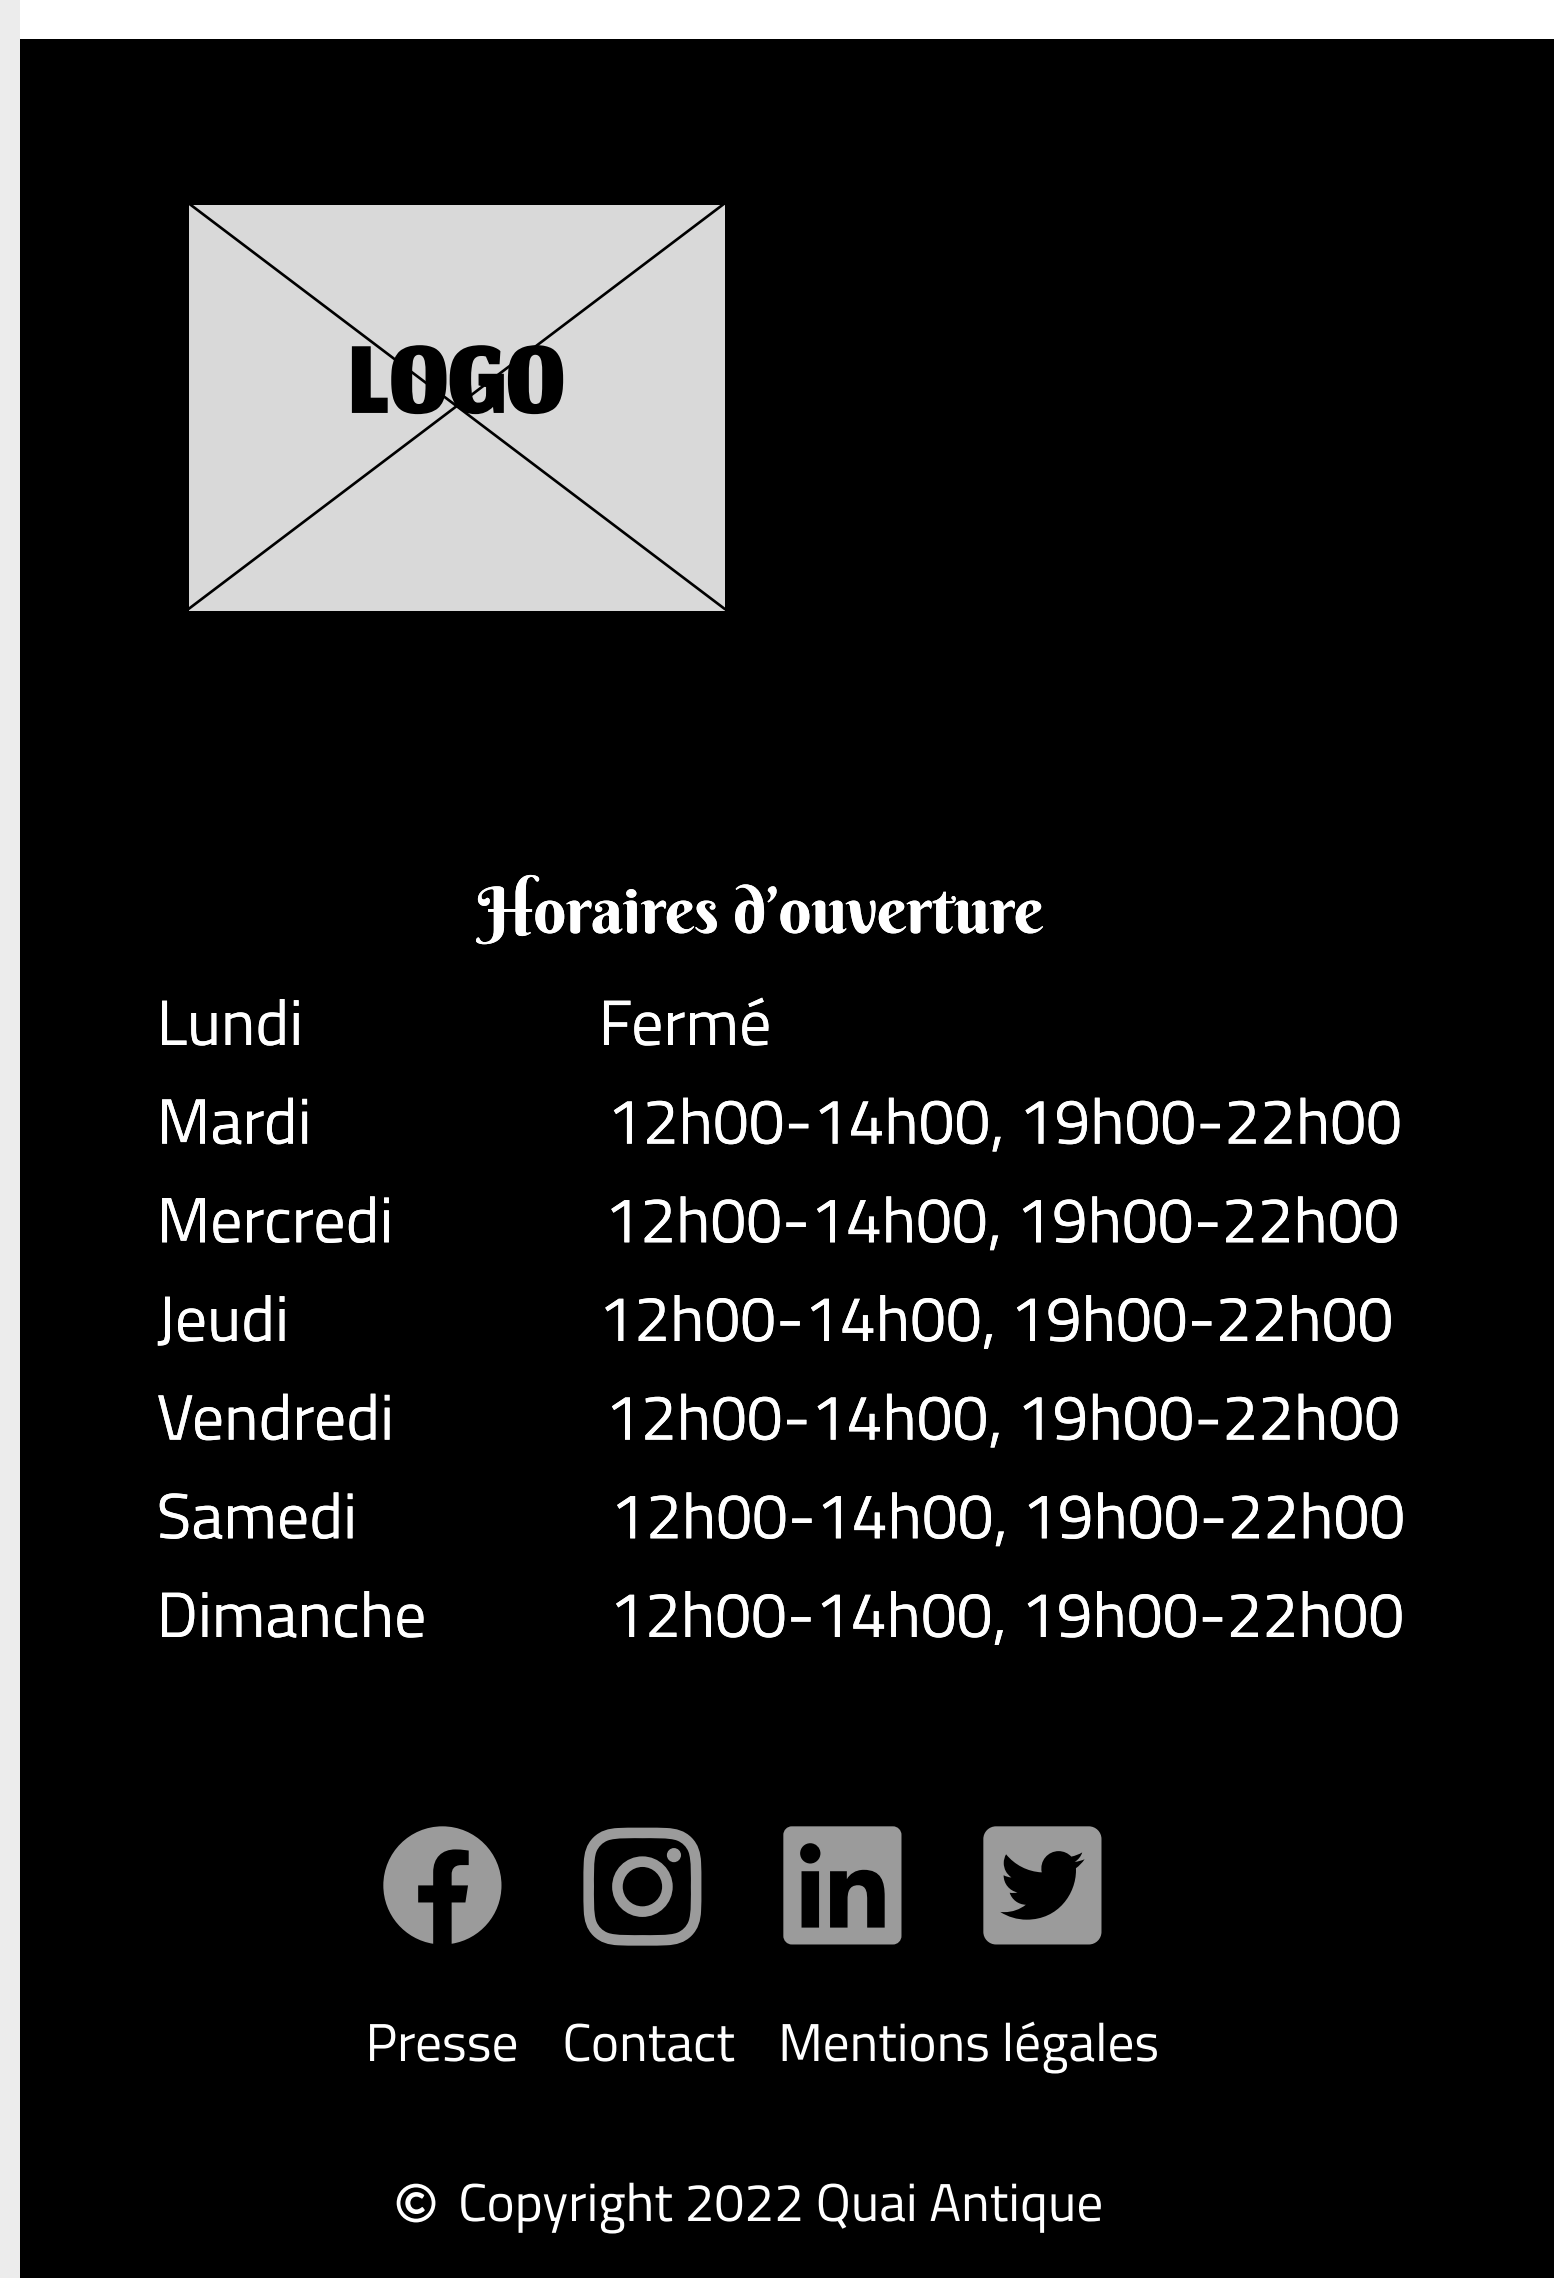 LOGO
Horaires d’ouverture
Lundi Fermé
Mardi 12h00-14h00, 19h00-22h00
Mercredi 12h00-14h00, 19h00-22h00
Jeudi 12h00-14h00, 19h00-22h00
Vendredi 12h00-14h00, 19h00-22h00
Samedi 12h00-14h00, 19h00-22h00
Dimanche 12h00-14h00, 19h00-22h00
Presse Contact Mentions légales
© Copyright 2022 Quai Antique